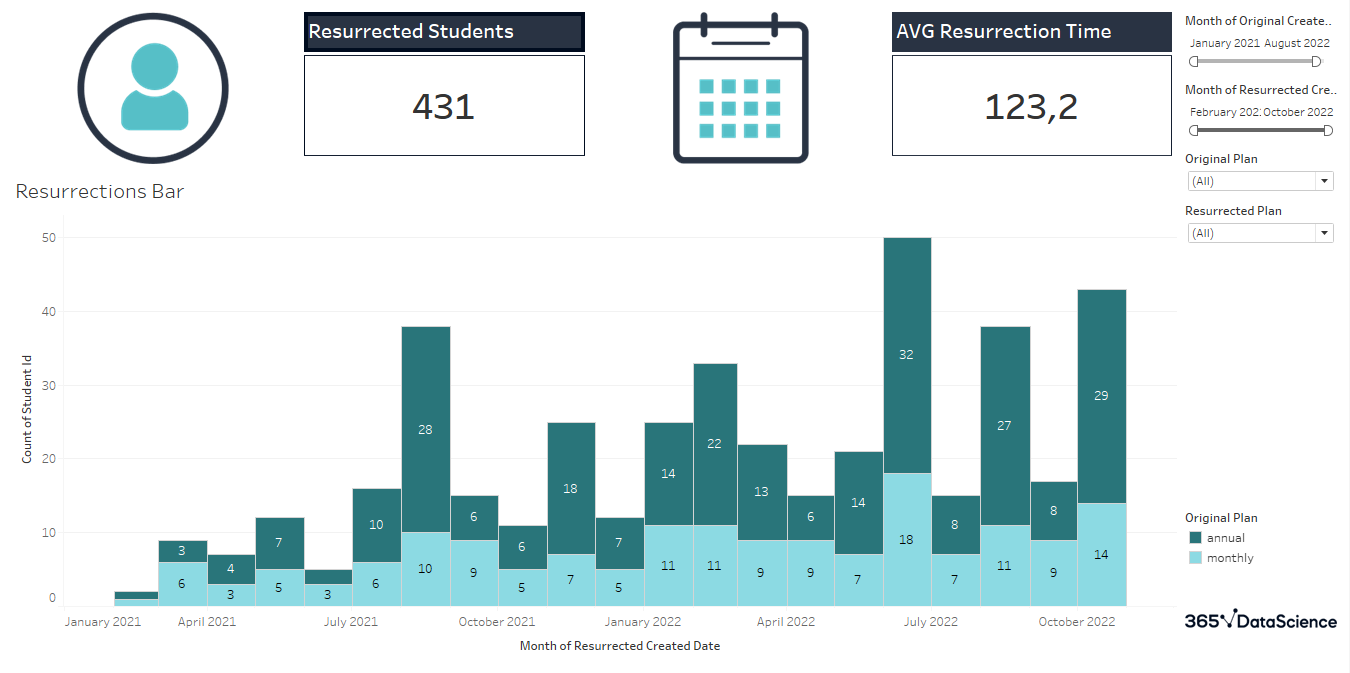 Resurrected Students
431
AVG Resurrection Time
123,2
Month of Original Create..
January 2021 August 2022
Month of Resurrected Cre..
February 202 October 2022
Original Plan
(All)
Resurrected Plan
(All)
Resurrections Bar
Count of Student Id
50
40
30
20
10
0
3
6
4
3
7
5
3
10
6
28
10
6
9
6
5
18
7
7
5
14
11
22
11
13
9
6
9
14
7
32
18
8
7
27
11
8
9
29
14
January 2021
April 2021
July 2021
October 2021
January 2022
April 2022
July 2022
October 2022
Month of Resurrected Created Date
Original Plan
annual
monthly
365 DataScience